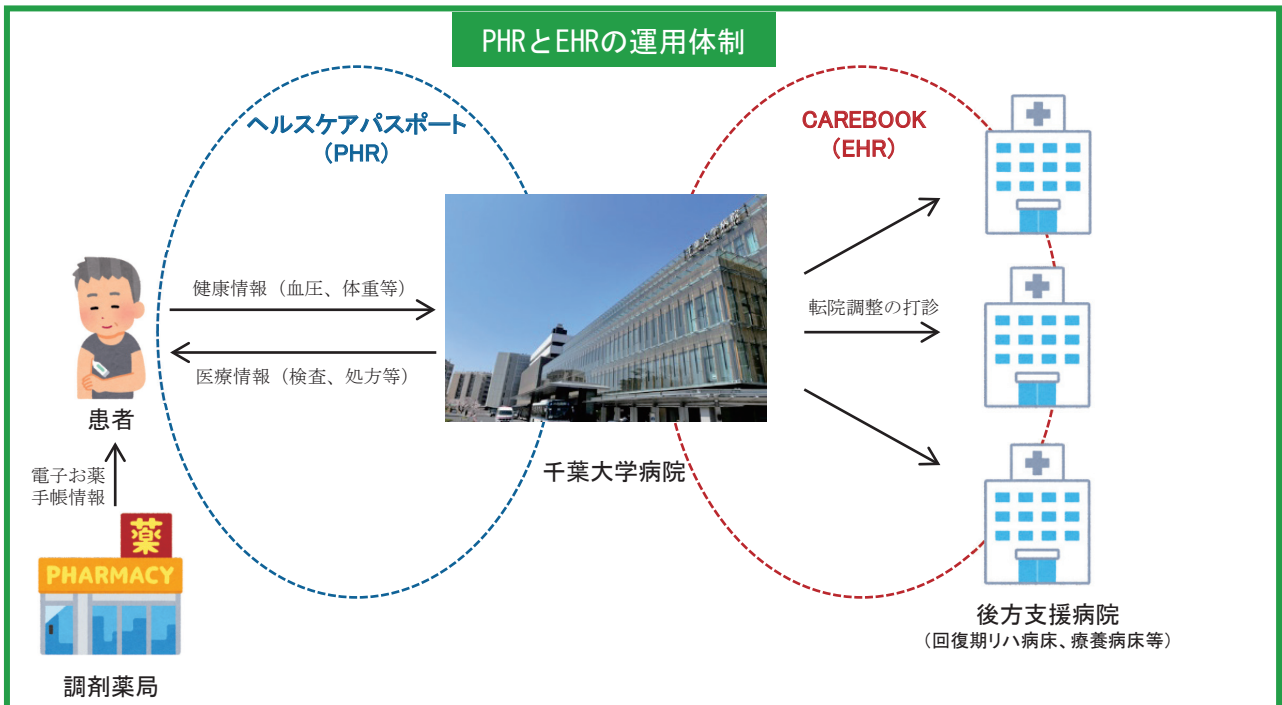 PHRとEHRの運用体制
ヘルスケアパスポート
(PHR)
CAREBOOK
(EHR)
健康情報（血圧、体重等）
医療情報（検査、処方等）
転院調整の打診
患者
千葉大学病院
電子お薬
手帳情報
薬
PHARMACY
調剤薬局
後方支援病院
（回復期リハ病床、療養病床等）